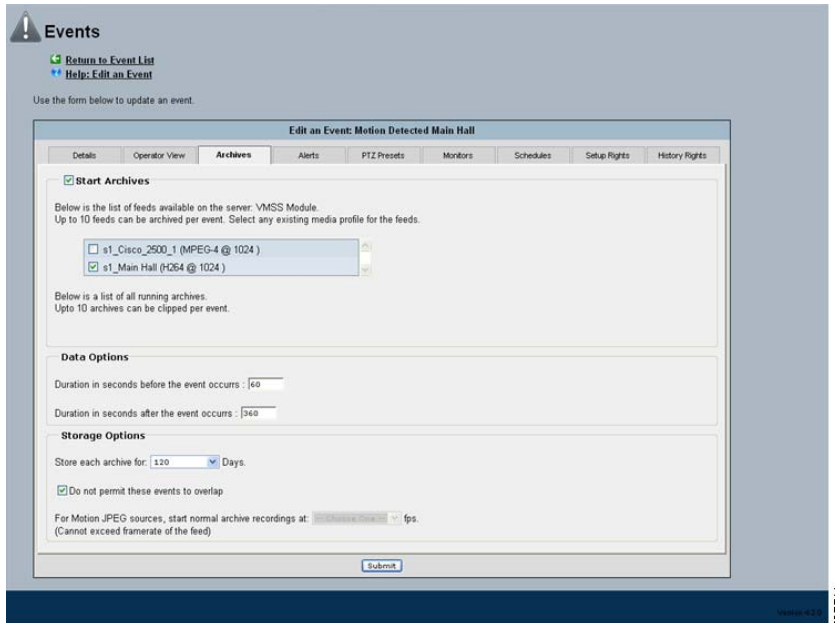 Events
Return to Event List
Help: Edit an Event
Use the form below to update an event.
Edit an Event: Motion Detected Main Hall
Details Operator View Archives Alerts PTZ Presets Monitors Schedules Setup Rights History Rights
Start Archives
Below is the list of feeds available on the server: VMSS Module.
Up to 10 feeds can be archived per event. Select any existing media profile for the feeds.
s1_Cisco_2500_1 (MPEG-4 @ 1024 )
s1_Main Hall (H264 @ 1024 )
Below is a list of all running archives.
Upto 10 archives can be clipped per event.
Data Options
Duration in seconds before the event occurrs : 60
Duration in seconds after the event occurrs : 360
Storage Options
Store each archive for: 120 Days.
Do not permit these events to overlap
For Motion JPEG sources, start normal archive recordings at: -- Choose One -- fps.
(Cannot exceed framerate of the feed)
Submit